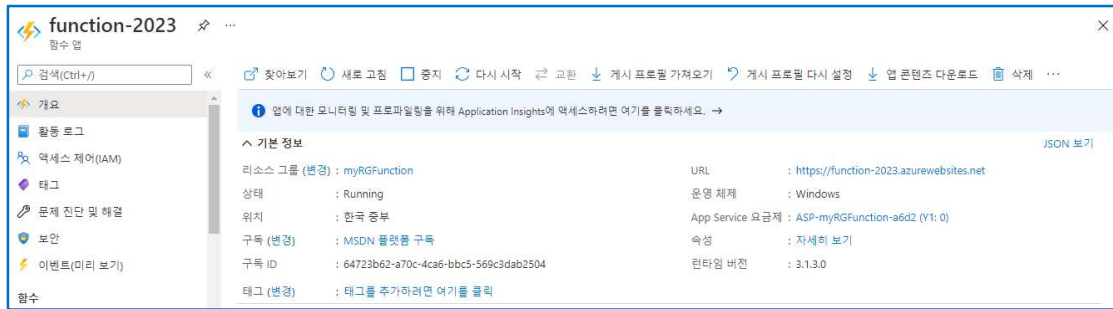 function-2023
함수 앱
검색(Ctrl+/)
개요
활동 로그
액세스 제어(IAM)
태그
문제 진단 및 해결
보안
이벤트(미리 보기)
함수
찾아보기 새로 고침 중지 다시 시작 교환 게시 프로필 가져오기 게시 프로필 다시 설정 앱 콘텐츠 다운로드 삭제 ...
앱에 대한 모니터링 및 프로파일링을 위해 Application Insights에 액세스하려면 여기를 클릭하세요. →
기본 정보 JSON 보기
리소스 그룹 (변경) : myRGFunction
상태 : Running
위치 : 한국 중부
구독 (변경) : MSDN 플랫폼 구독
구독 ID : 64723b62-a70c-4ca6-bbc5-569c3dab2504
태그 (변경) : 태그를 추가하려면 여기를 클릭
URL : https://function-2023.azurewebsites.net
운영 체제 : Windows
App Service 요금제 : ASP-myRGFunction-a6d2 (Y1: 0)
속성 : 자세히 보기
런타임 버전 : 3.1.3.0